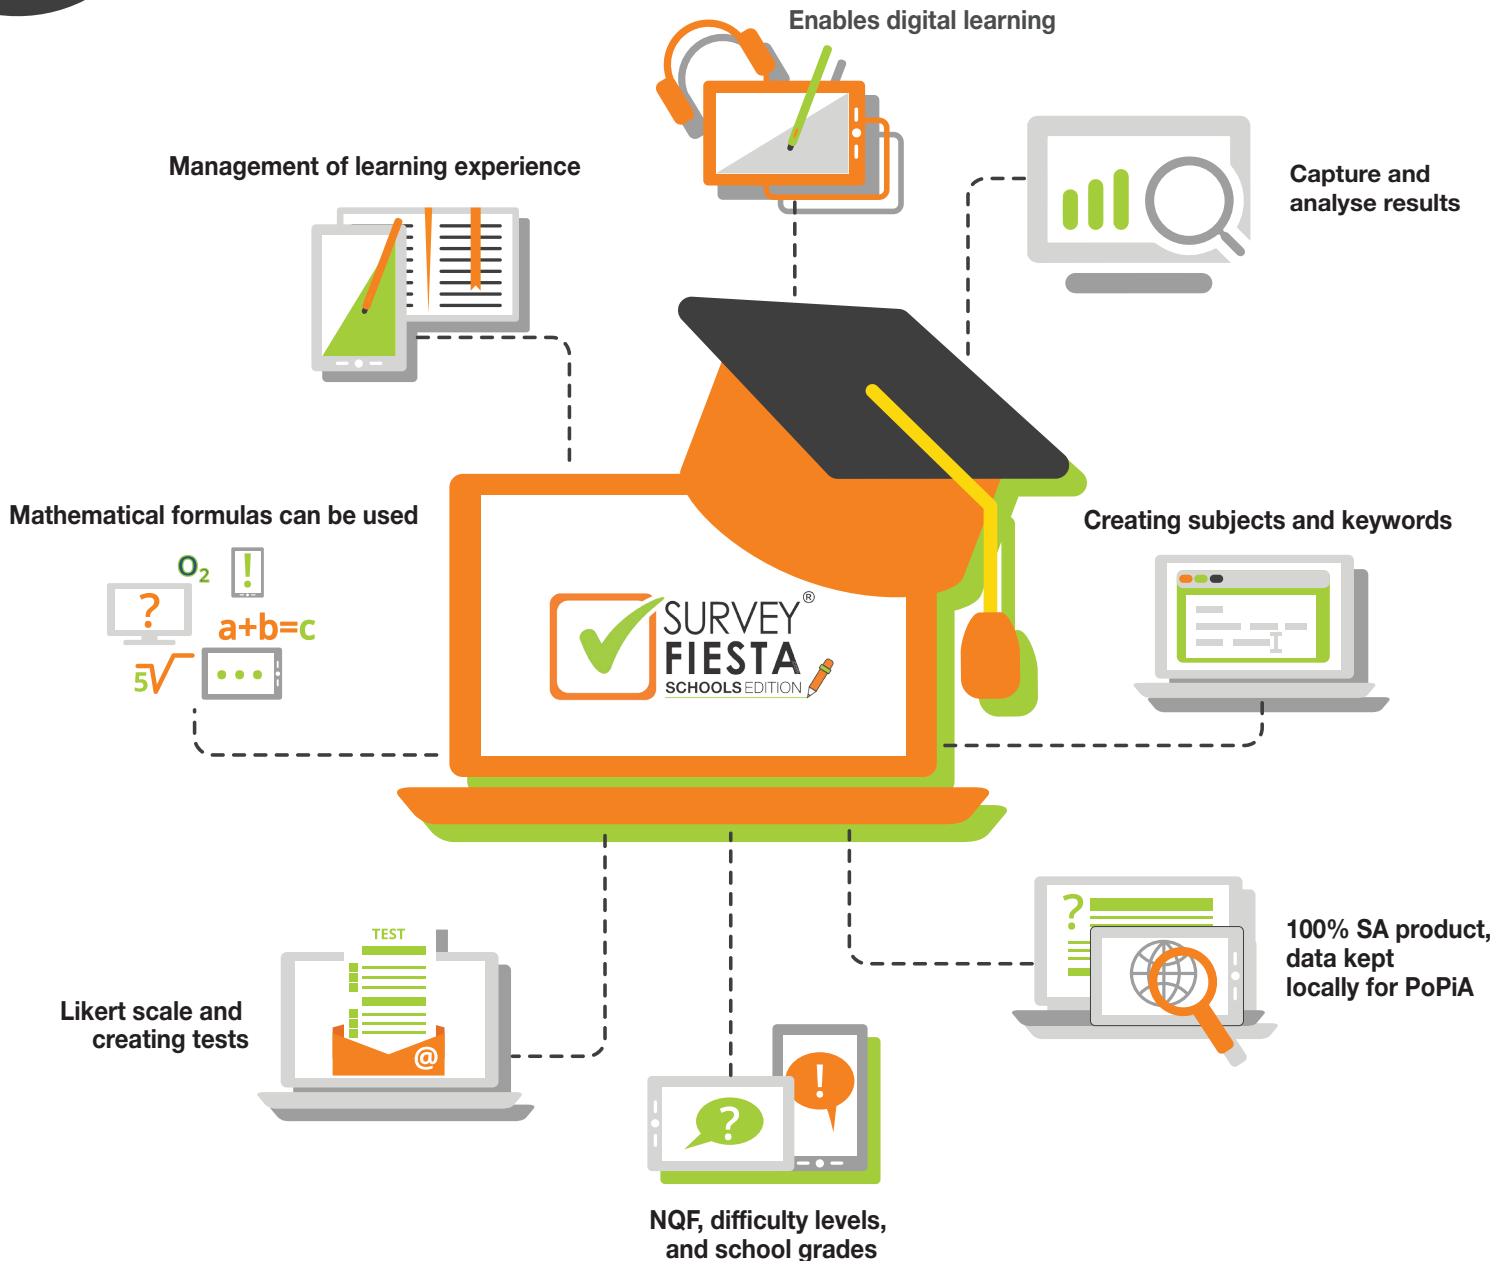 Enables digital learning
Management of learning experience
Capture and
analyse results
Mathematical formulas can be used
O₂
!
?
a+b=c
5√
Creating subjects and keywords
SURVEY®
FIESTA
SCHOOLS EDITION
TEST
@
Likert scale and
creating tests
?
!
NQF, difficulty levels,
and school grades
?
100% SA product,
data kept
locally for PoPiA